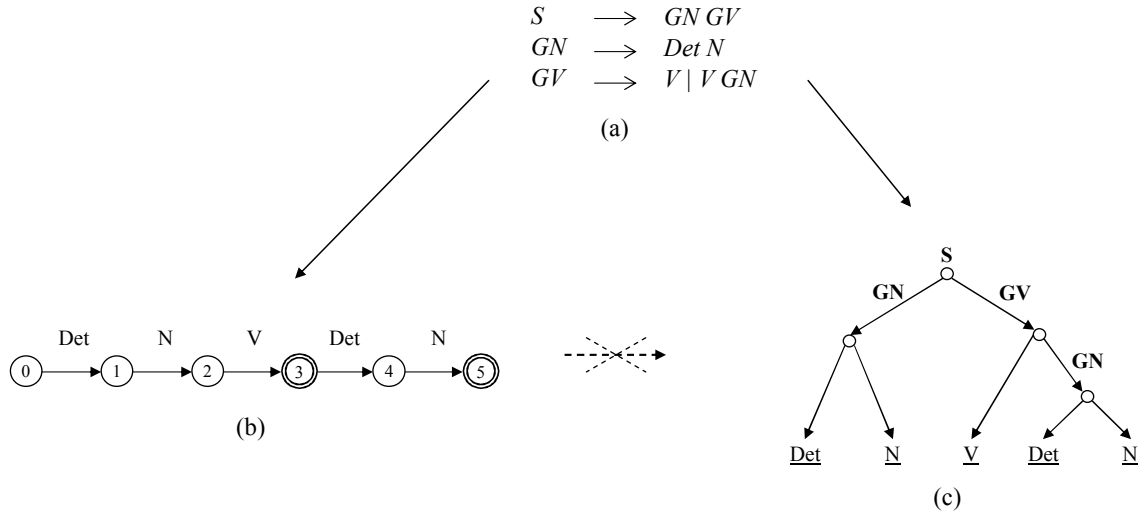 S → GN GV
GN → Det N
GV → V | V GN
(a)
Det N V Det N
0 1 2 3 4 5
(b)
S
GN GV
GN
Det N V Det N
(c)